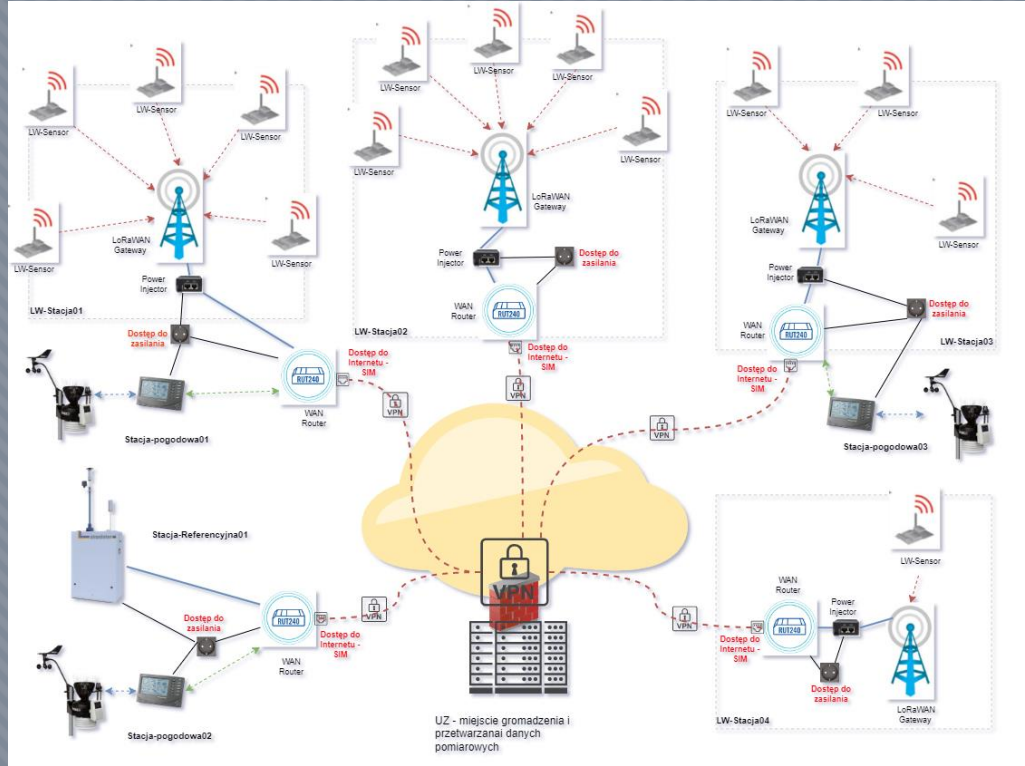 LW-Sensor
LW-Sensor
LW-Sensor
LW-Sensor
LW-Sensor
LoRaWAN
Gateway
Power
Injector
LW-Stacja01
Dostęp do
zasilania
RUT240
WAN
Router
Dostęp do
Internetu -
SIM
VPN
Stacja-pogodowa01
LW-Sensor
LW-Sensor
LW-Sensor
LW-Sensor
LW-Sensor
LoRaWAN
Gateway
Power
Injector
Dostęp do
zasilania
WAN
Router
RUT240
LW-Stacja02
Dostęp do
Internetu -
SIM
VPN
LW-Sensor
LW-Sensor
LW-Sensor
LoRaWAN
Gateway
Power
Injector
Dostęp do
zasilania
WAN
Router
RUT240
LW-Stacja03
Dostęp do
Internetu -
SIM
VPN
Stacja-pogodowa03
Stacja-Referencyjna01
Dostęp do
zasilania
RUT240
WAN
Router
Dostęp do
Internetu -
SIM
VPN
Stacja-pogodowa02
VPN
UZ - miejscie gromadzenia i
przetwarzanai danych
pomiarowych
LW-Sensor
WAN
Router
Power
Injector
RUT240
VPN
Dostęp do
Internetu -
SIM
Dostęp do
zasilania
LoRaWAN
Gateway
LW-Stacja04